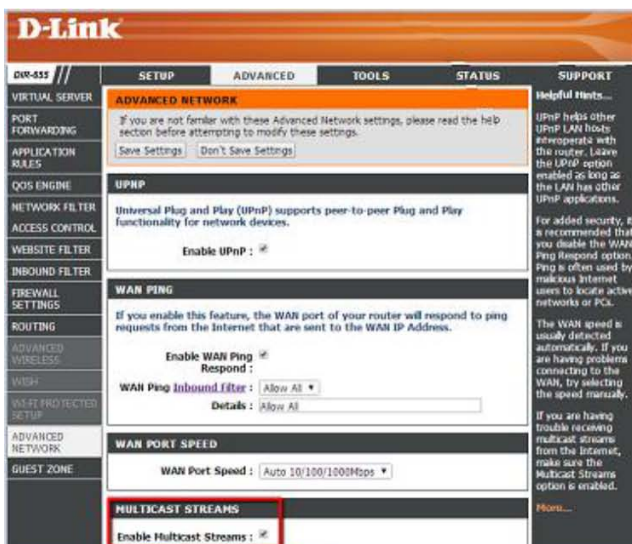 D-Link
DIR-655
SETUP
ADVANCED
TOOLS
STATUS
SUPPORT
VIRTUAL SERVER
PORT
FORWARDING
APPLICATION
RULES
QOS ENGINE
NETWORK FILTER
ACCESS CONTROL
WEBSITE FILTER
INBOUND FILTER
FIREWALL
SETTINGS
ROUTING
ADVANCED
WIRELESS
WISH
WI-FI PROTECTED
SETUP
ADVANCED
NETWORK
GUEST ZONE
ADVANCED NETWORK
If you are not familiar with these Advanced Network settings, please read the help
section before attempting to modify these settings.
Save Settings
Don't Save Settings
UPNP
Universal Plug and Play (UPnP) supports peer-to-peer Plug and Play
functionality for network devices.
Enable UPnP :
WAN PING
If you enable this feature, the WAN port of your router will respond to ping
requests from the Internet that are sent to the WAN IP Address.
Enable WAN Ping
Respond :
WAN Ping Inbound Filter : Allow All
Details : Allow All
WAN PORT SPEED
WAN Port Speed : Auto 10/100/1000Mbps
MULTICAST STREAMS
Enable Multicast Streams :
Helpful Hints...
UPnP helps other
UPnP LAN hosts
interoperate with
the router. Leave
the UPnP option
enabled as long as
the LAN has other
UPnP applications.
For added security, it
is recommended that
you disable the WAN
Ping Respond option.
Ping is often used by
malicious Internet
users to locate active
networks or PCs.
The WAN speed is
usually detected
automatically. If you
are having problems
connecting to the
WAN, try selecting
the speed manually.
If you are having
trouble receiving
multicast streams
from the Internet,
make sure the
Multicast Streams
option is enabled.
More...